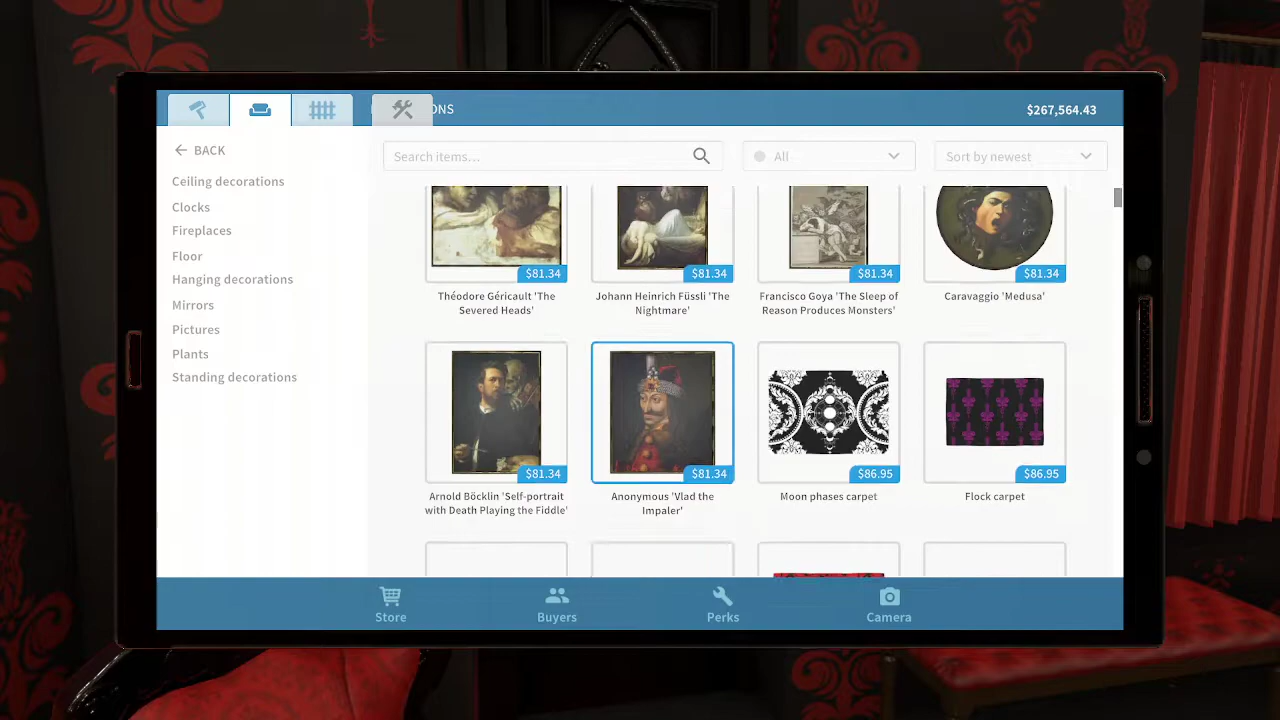 ONS
$267,564.43
BACK
Search items...
All
Sort by newest
Ceiling decorations
Clocks
Fireplaces
Floor
Hanging decorations
Mirrors
Pictures
Plants
Standing decorations
$81.34
$81.34
$81.34
$81.34
Théodore Géricault 'The
Severed Heads'
Johann Heinrich Füssli 'The
Nightmare'
Francisco Goya 'The Sleep of
Reason Produces Monsters'
Caravaggio 'Medusa'
$81.34
$81.34
$86.95
$86.95
Arnold Böcklin 'Self-portrait
with Death Playing the Fiddle'
Anonymous 'Vlad the
Impaler'
Moon phases carpet
Flock carpet
Store
Buyers
Perks
Camera